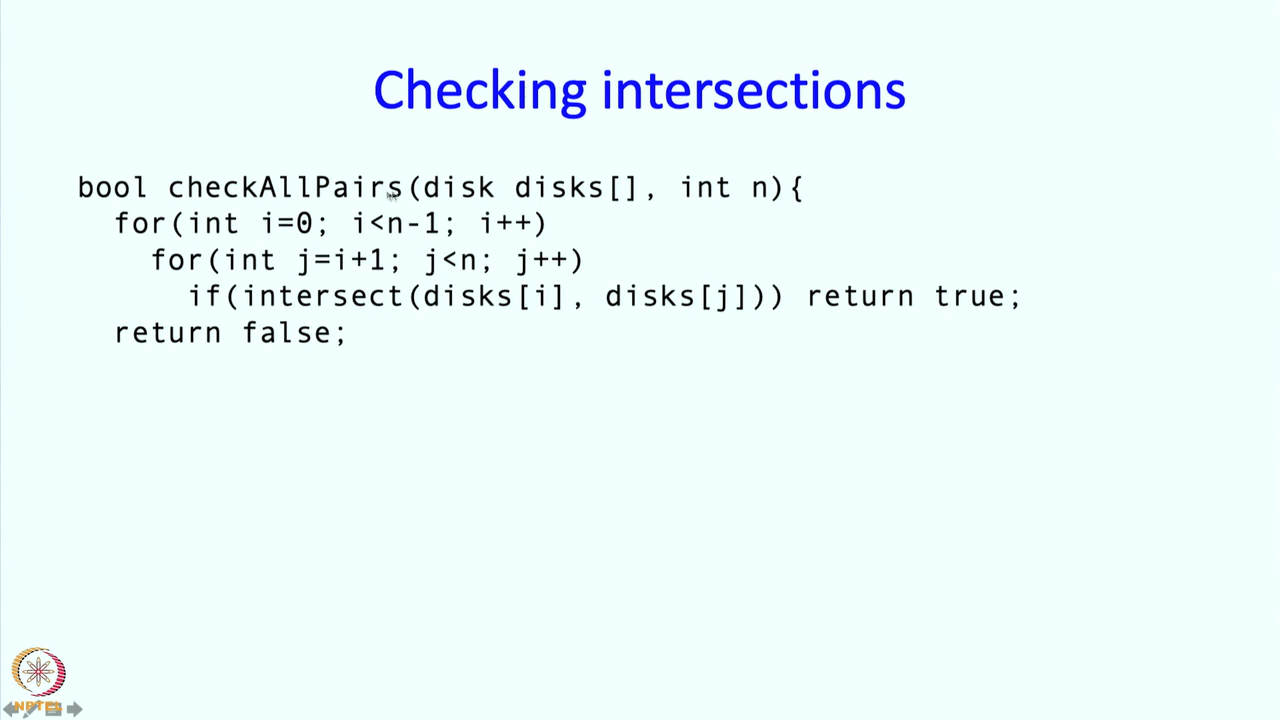 Checking intersections
bool checkAllPairs(disk disks[], int n){
for(int i=0; i<n-1; i++)
for(int j=i+1; j<n; j++)
if(intersect(disks[i], disks[j])) return true;
return false;
NPTEL